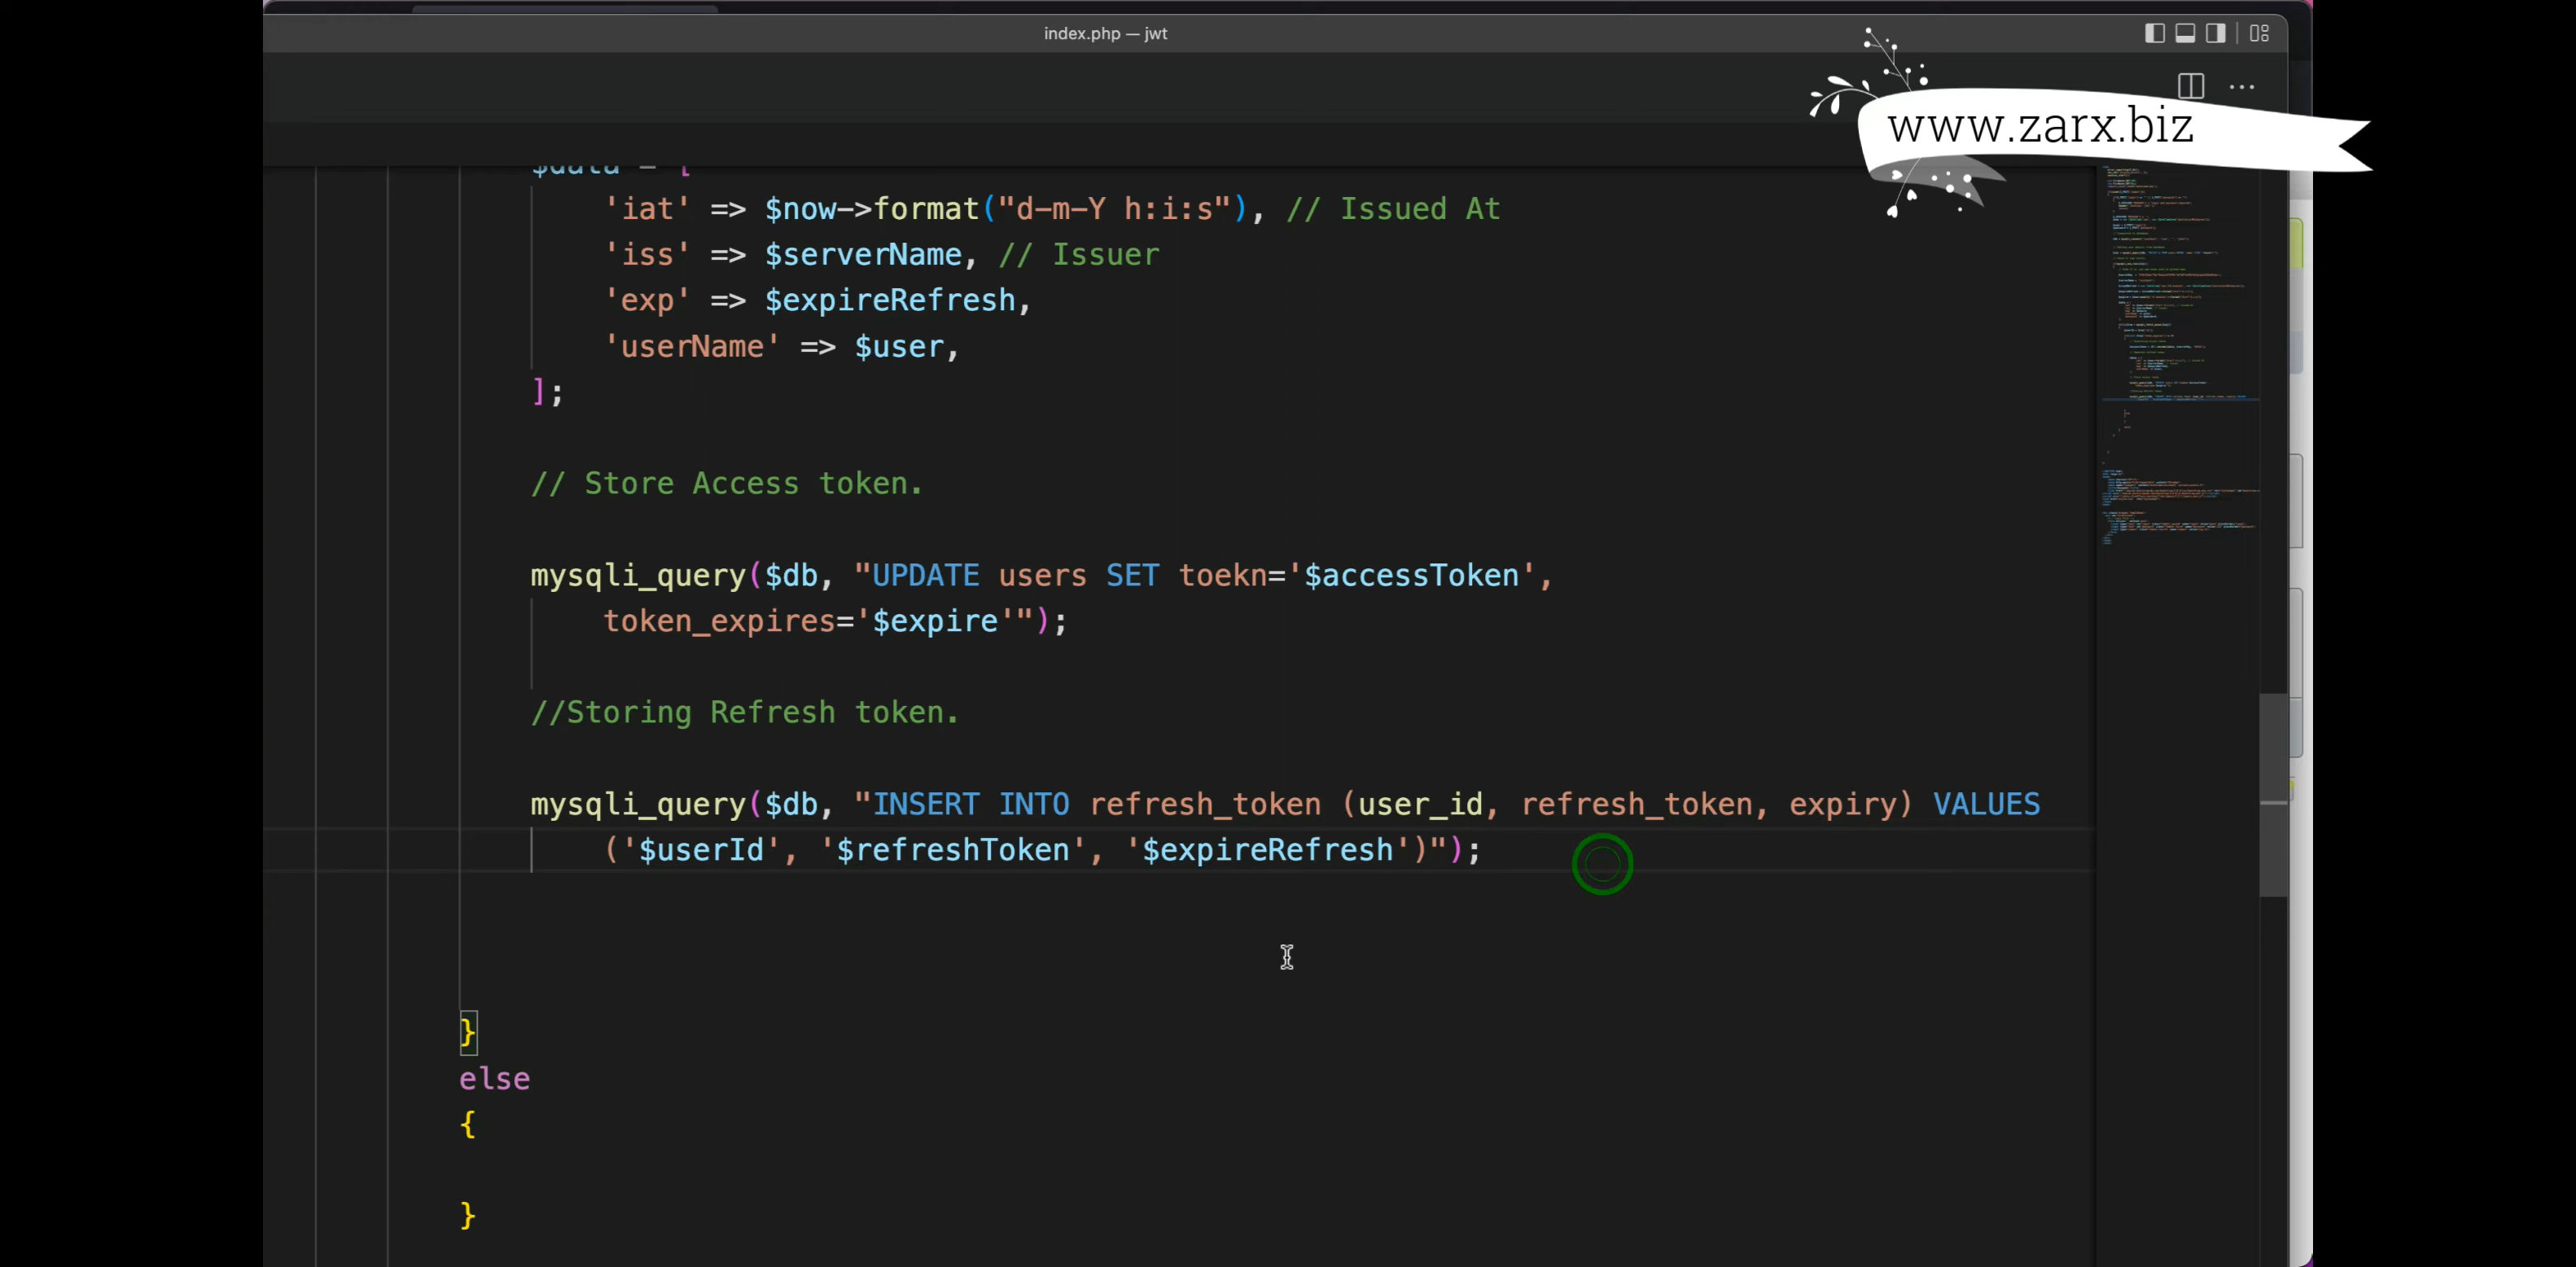 index.php — jwt
www.zarx.biz
$data = [
'iat' => $now->format("d-m-Y h:i:s"), // Issued At
'iss' => $serverName, // Issuer
'exp' => $expireRefresh,
'userName' => $user,
];
// Store Access token.
mysqli_query($db, "UPDATE users SET toekn='$accessToken',
token_expires='$expire'");
//Storing Refresh token.
mysqli_query($db, "INSERT INTO refresh_token (user_id, refresh_token, expiry) VALUES
('$userId', '$refreshToken', '$expireRefresh')");
}
else
{
}